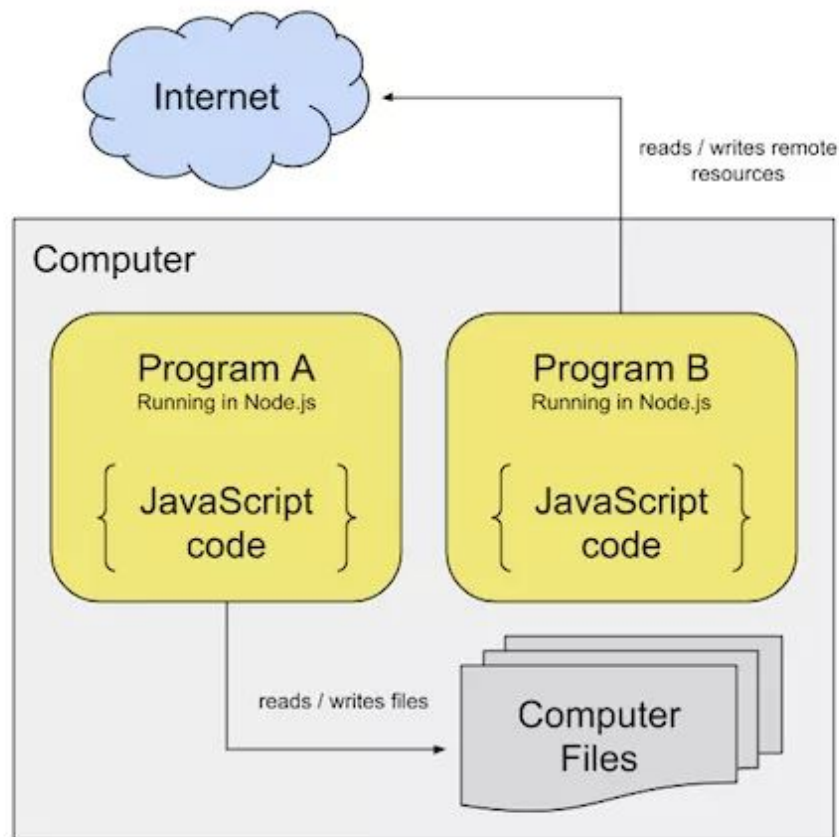 Internet
reads / writes remote
resources
Computer
Program A
Running in Node.js
JavaScript
code
Program B
Running in Node.js
JavaScript
code
reads / writes files
Computer
Files